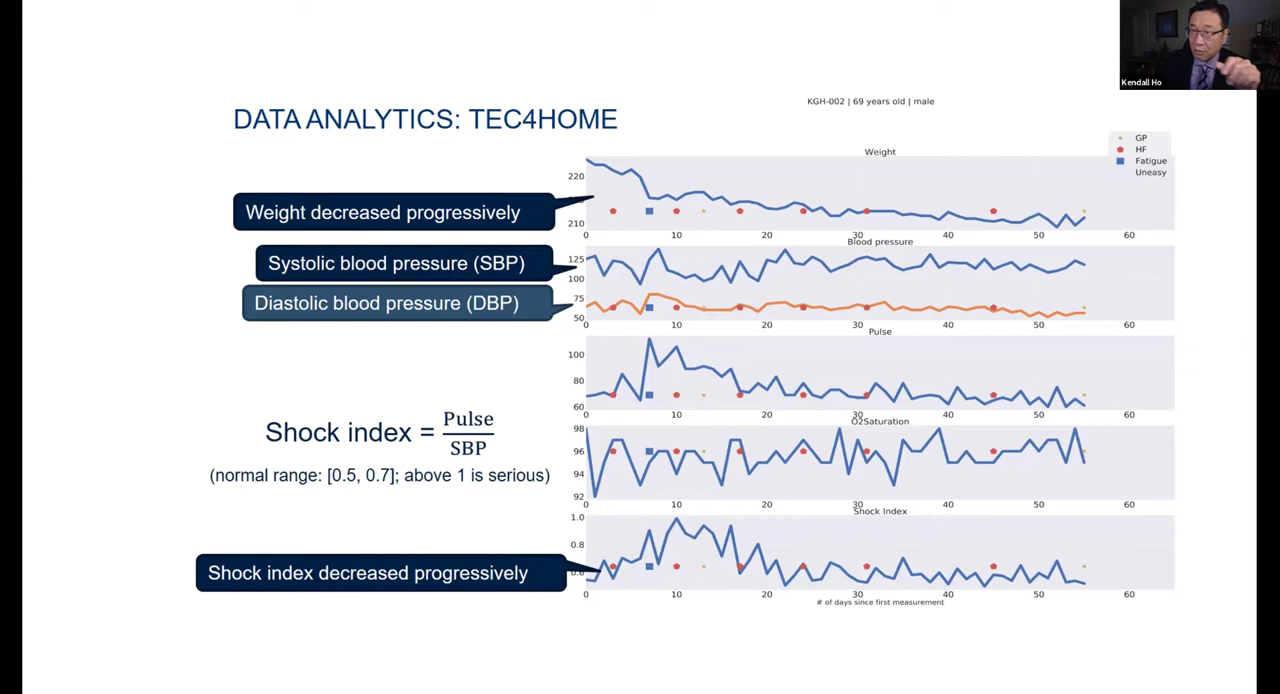 Kendall Ho
DATA ANALYTICS: TEC4HOME
KGH-002 | 69 years old | male
GP
HF
Fatigue
Uneasy
Weight decreased progressively
Systolic blood pressure (SBP)
Diastolic blood pressure (DBP)
Shock index = Pulse / SBP
(normal range: [0.5, 0.7]; above 1 is serious)
Shock index decreased progressively
Weight
220
210
0 10 20 30 40 50 60
Blood pressure
125
100
75
50
0 10 20 30 40 50 60
Pulse
100
80
60
0 10 20 30 40 50 60
O2Saturation
98
96
94
92
0 10 20 30 40 50 60
Shock Index
1.0
0.8
0 10 20 30 40 50 60
# of days since first measurement